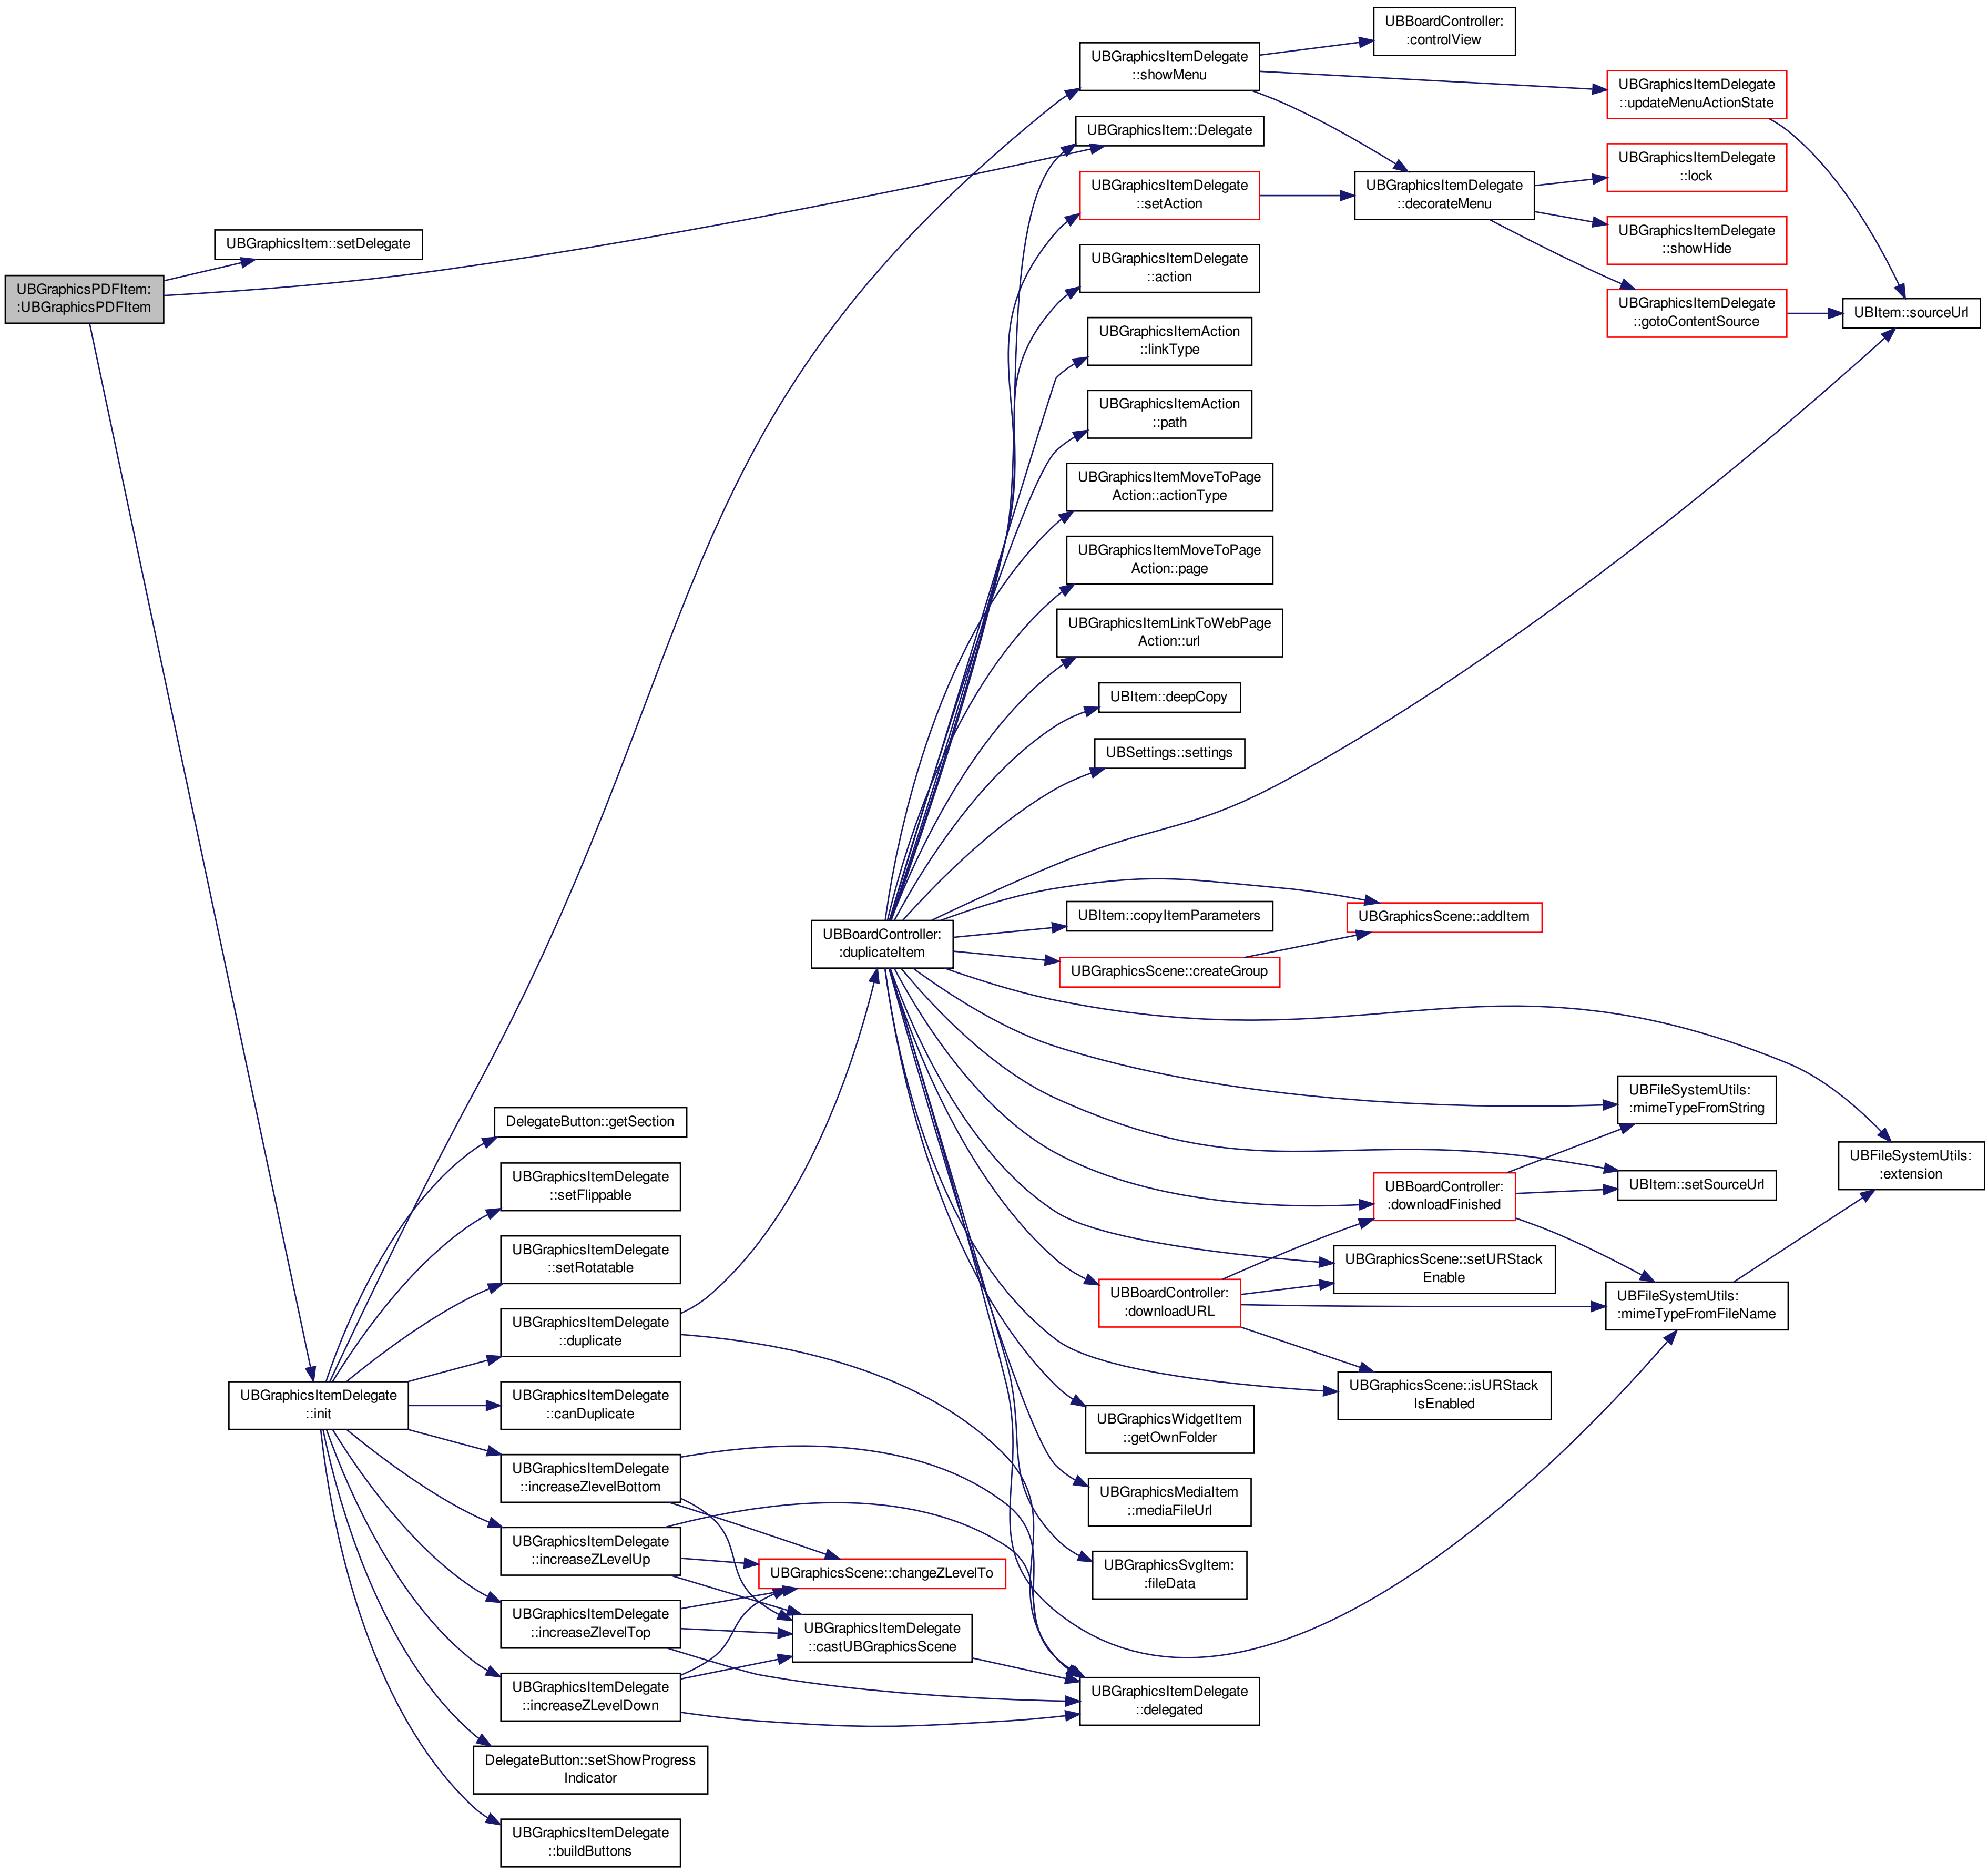 UBGraphicsPDFItem:
:UBGraphicsPDFItem
UBGraphicsItem::setDelegate
UBGraphicsItemDelegate
::init
DelegateButton::getSection
UBGraphicsItemDelegate
::setFlippable
UBGraphicsItemDelegate
::setRotatable
UBGraphicsItemDelegate
::duplicate
UBGraphicsItemDelegate
::canDuplicate
UBGraphicsItemDelegate
::increaseZlevelBottom
UBGraphicsItemDelegate
::increaseZLevelUp
UBGraphicsItemDelegate
::increaseZlevelTop
UBGraphicsItemDelegate
::increaseZLevelDown
DelegateButton::setShowProgress
Indicator
UBGraphicsItemDelegate
::buildButtons
UBBoardController:
:duplicateItem
UBGraphicsScene::changeZLevelTo
UBGraphicsItemDelegate
::castUBGraphicsScene
UBGraphicsItemDelegate
::showMenu
UBGraphicsItem::Delegate
UBGraphicsItemDelegate
::setAction
UBGraphicsItemDelegate
::action
UBGraphicsItemAction
::linkType
UBGraphicsItemAction
::path
UBGraphicsItemMoveToPage
Action::actionType
UBGraphicsItemMoveToPage
Action::page
UBGraphicsItemLinkToWebPage
Action::url
UBItem::deepCopy
UBSettings::settings
UBItem::copyItemParameters
UBGraphicsScene::createGroup
UBBoardController:
:downloadURL
UBGraphicsWidgetItem
::getOwnFolder
UBGraphicsMediaItem
::mediaFileUrl
UBGraphicsSvgItem:
:fileData
UBGraphicsItemDelegate
::delegated
UBBoardController:
:controlView
UBGraphicsItemDelegate
::decorateMenu
UBGraphicsScene::addItem
UBBoardController:
:downloadFinished
UBGraphicsScene::setURStack
Enable
UBGraphicsScene::isURStack
IsEnabled
UBGraphicsItemDelegate
::updateMenuActionState
UBGraphicsItemDelegate
::lock
UBGraphicsItemDelegate
::showHide
UBGraphicsItemDelegate
::gotoContentSource
UBFileSystemUtils:
:mimeTypeFromString
UBItem::setSourceUrl
UBFileSystemUtils:
:mimeTypeFromFileName
UBItem::sourceUrl
UBFileSystemUtils:
:extension